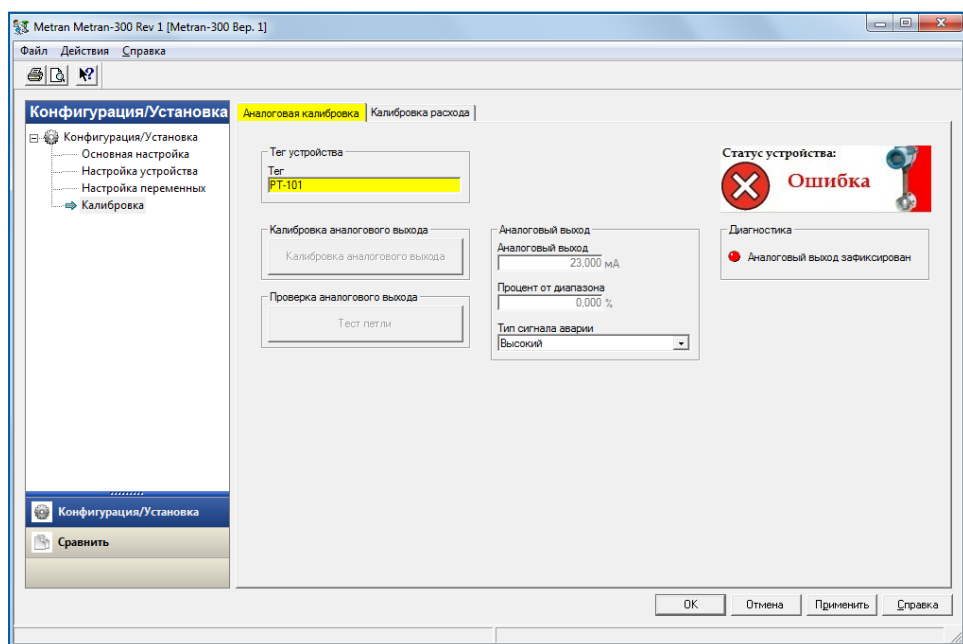 Metran Metran-300 Rev 1 [Metran-300 Вер. 1]
Файл Действия Справка
Конфигурация/Установка
Конфигурация/Установка
Основная настройка
Настройка устройства
Настройка переменных
Калибровка
Конфигурация/Установка
Сравнить
Аналоговая калибровка Калибровка расхода
Тег устройства
Тег
PT-101
Статус устройства:
Ошибка
Калибровка аналогового выхода
Калибровка аналогового выхода
Проверка аналогового выхода
Тест петли
Аналоговый выход
Аналоговый выход
23,000 мА
Процент от диапазона
0,000 %
Тип сигнала аварии
Высокий
Диагностика
Аналоговый выход зафиксирован
OK Отмена Применить Справка